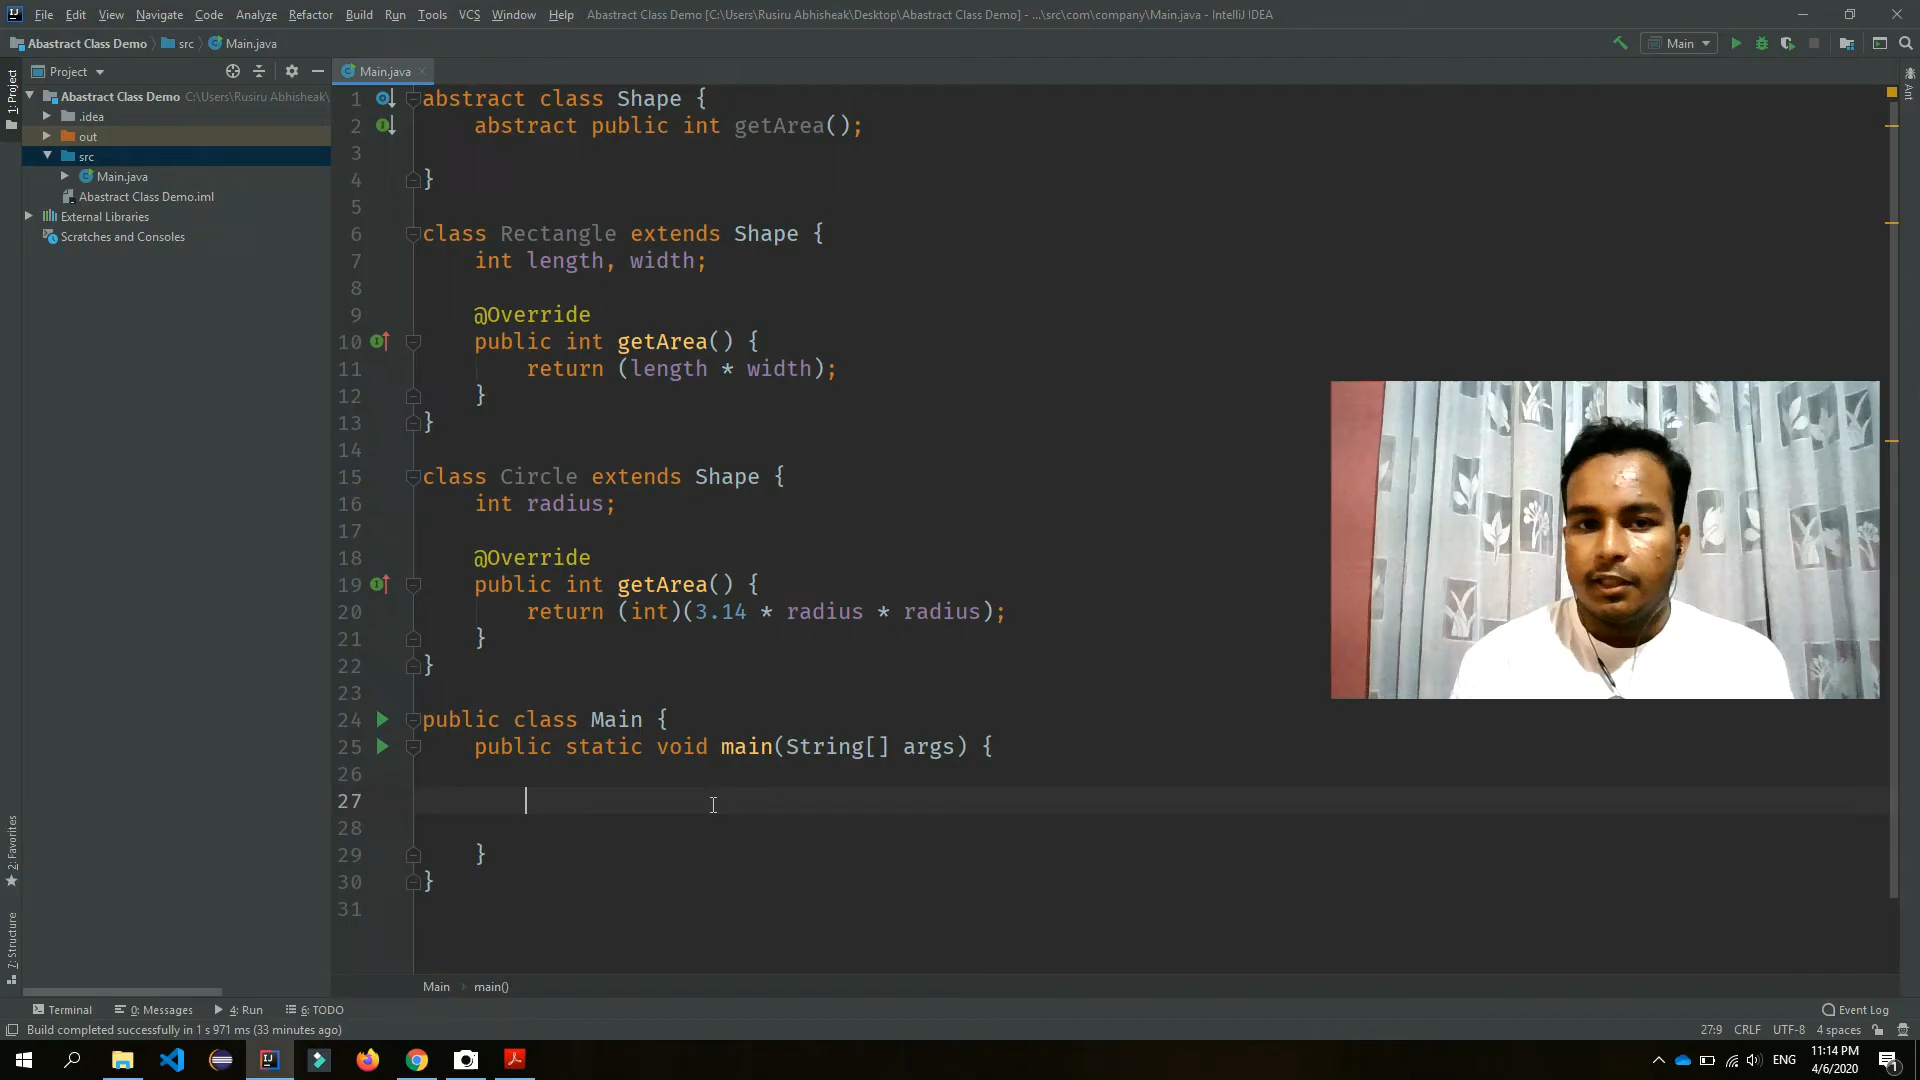 File Edit View Navigate Code Analyze Refactor Build Run Tools VCS Window Help Abastract Class Demo [C:\Users\Rusiru Abhisheak\Desktop\Abastract Class Demo] - ...\src\com\company\Main.java - IntelliJ IDEA
Abastract Class Demo src Main.java Main
Project Main.java
1: Project
Ant
Abastract Class Demo C:\Users\Rusiru Abhisheak\
.idea
out
src
Main.java
Abastract Class Demo.iml
External Libraries
Scratches and Consoles
1 abstract class Shape {
2 abstract public int getArea();
3
4 }
5
6 class Rectangle extends Shape {
7 int length, width;
8
9 @Override
10 public int getArea() {
11 return (length * width);
12 }
13 }
14
15 class Circle extends Shape {
16 int radius;
17
18 @Override
19 public int getArea() {
20 return (int)(3.14 * radius * radius);
21 }
22 }
23
24 public class Main {
25 public static void main(String[] args) {
26
27
28
29 }
30 }
31
2: Favorites
7: Structure
Main main()
Terminal 0: Messages 4: Run 6: TODO Event Log
Build completed successfully in 1 s 971 ms (33 minutes ago) 27:9 CRLF UTF-8 4 spaces
ENG 11:14 PM
4/6/2020
1